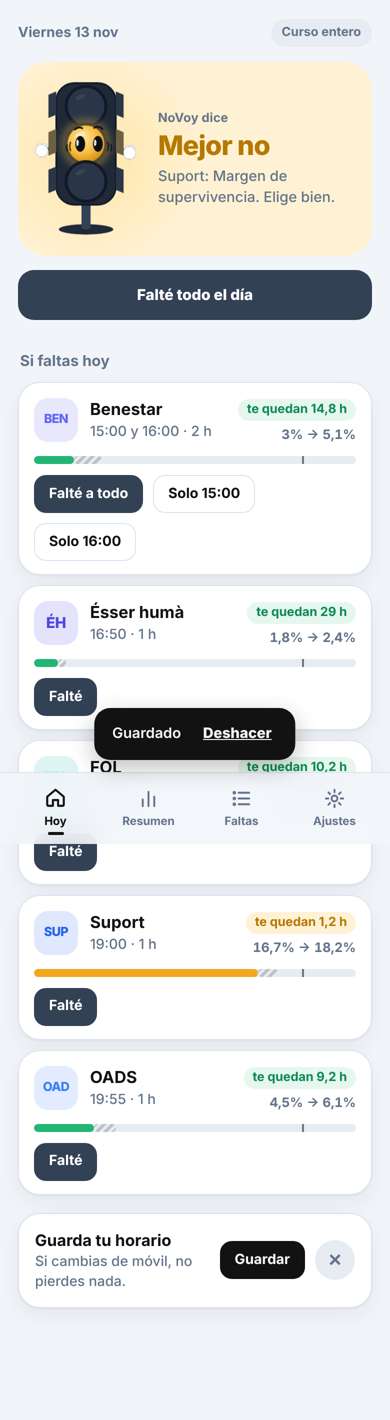 Viernes 13 nov
Curso entero
NoVoy dice
Mejor no
Suport: Margen de
supervivencia. Elige bien.
Falté todo el día
Si faltas hoy
BEN
Benestar
te quedan 14,8 h
15:00 y 16:00 · 2 h
3% → 5,1%
Falté a todo
Solo 15:00
Solo 16:00
ÉH
Ésser humà
te quedan 29 h
16:50 · 1 h
1,8% → 2,4%
Falté
Guardado
Deshacer
FOL
te quedan 10,2 h
Hoy
Resumen
Faltas
Ajustes
Falté
SUP
Suport
te quedan 1,2 h
19:00 · 1 h
16,7% → 18,2%
Falté
OAD
OADS
te quedan 9,2 h
19:55 · 1 h
4,5% → 6,1%
Falté
Guarda tu horario
Si cambias de móvil, no
pierdes nada.
Guardar